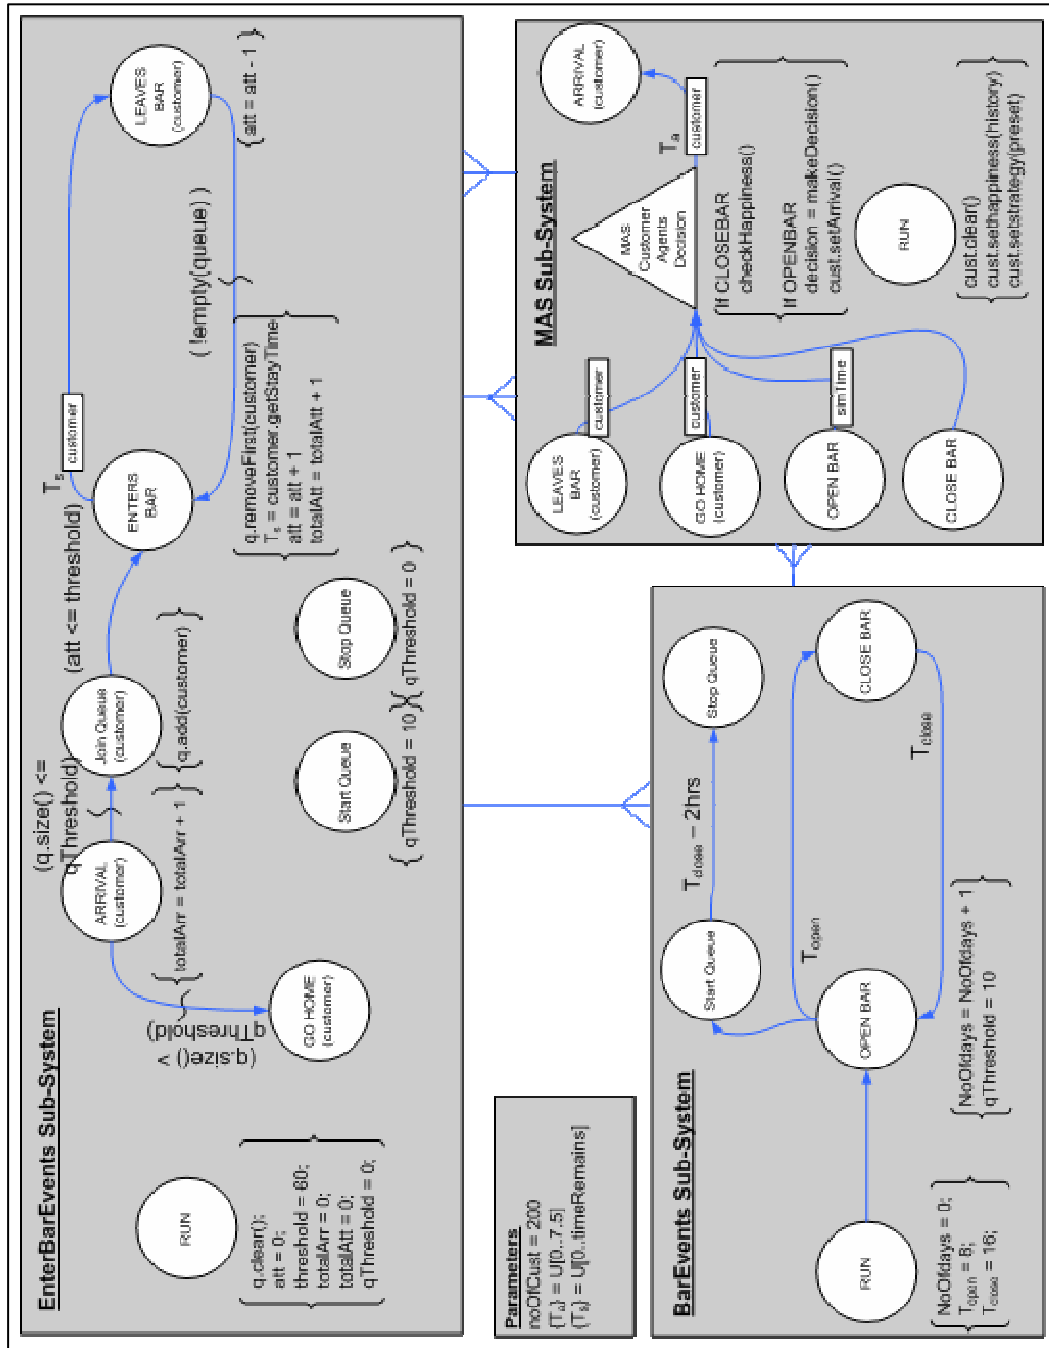 EnterBarEvents Sub-System
RUN
q.clear();
att = 0;
threshold = 60;
totalArr = 0;
totalAtt = 0;
qThreshold = 0;
GO HOME
(customer)
(q.size() >
qThreshold)
ARRIVAL
(customer)
totalArr = totalArr + 1
(q.size() <=
qThreshold)
Join Queue
(customer)
q.add(customer)
(att <= threshold)
ENTERS
BAR
q.removeFirst(customer)
Ts = customer.getStayTime
att = att + 1
totalAtt = totalAtt + 1
Ts
customer
LEAVES
BAR
(customer)
att = att - 1
( !empty(queue) )
Start Queue
{ qThreshold = 10 }
Stop Queue
{ qThreshold = 0 }
Parameters
noOfCust = 200
{Ta} = U[0..7.5]
{Ts} = U[0..timeRemains]
BarEvents Sub-System
RUN
NoOfdays = 0;
Topen = 8;
Tclose = 16;
OPEN BAR
NoOfdays = NoOfdays + 1
qThreshold = 10
Start Queue
Tclose – 2hrs
Stop Queue
Topen
CLOSE BAR
Tclose
MAS Sub-System
LEAVES
BAR
(customer)
customer
GO HOME
(customer)
customer
OPEN BAR
simTime
CLOSE BAR
MAS:
Customer
Agents
Decision
Ta
customer
ARRIVAL
(customer)
If CLOSEBAR
checkHappiness()
If OPENBAR
decision = makeDecision()
cust.setArrival()
RUN
cust.clear()
cust.sethappiness(history)
cust.setstrategy(preset)